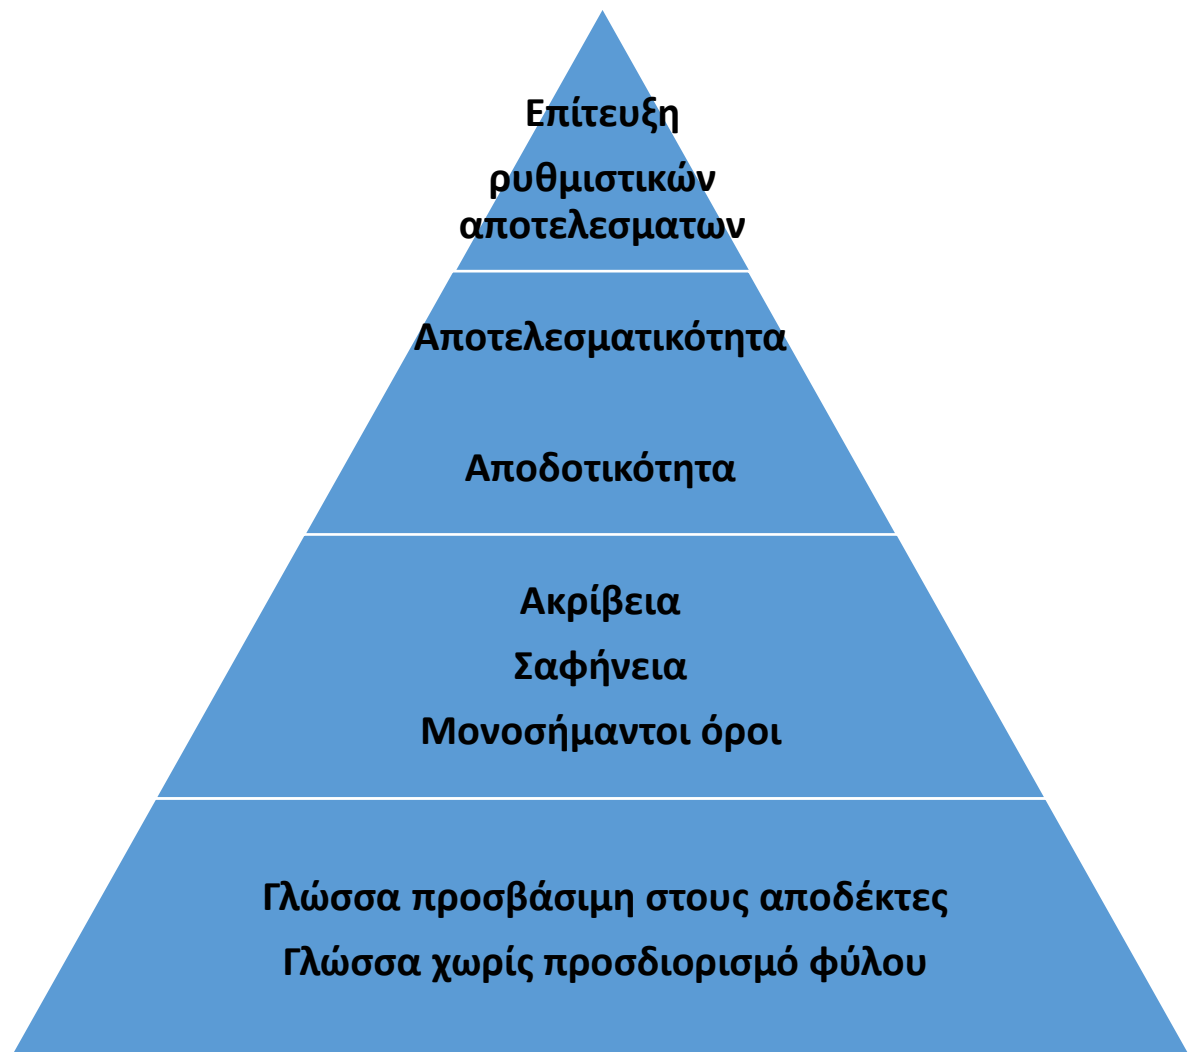 Επίτευξη
ρυθμιστικών
αποτελεσματων
Αποτελεσματικότητα
Αποδοτικότητα
Ακρίβεια
Σαφήνεια
Μονοσήμαντοι όροι
Γλώσσα προσβάσιμη στους αποδέκτες
Γλώσσα χωρίς προσδιορισμό φύλου